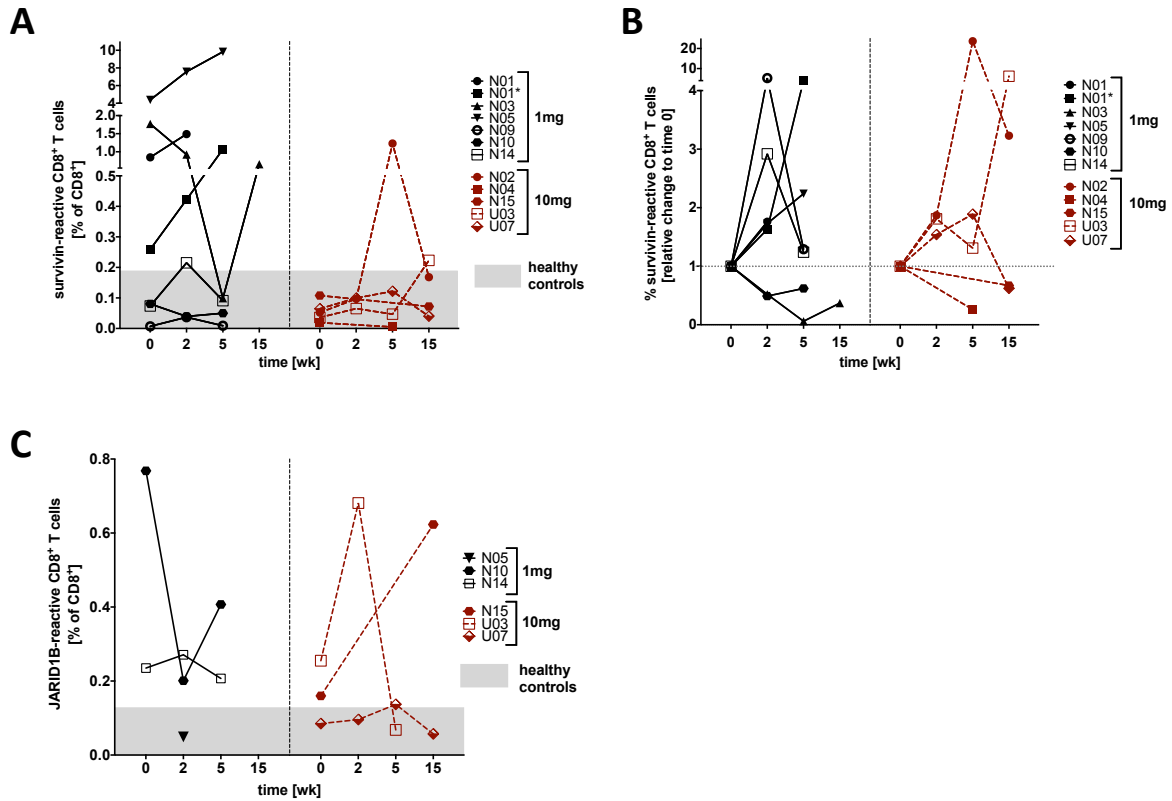 A
survivin-reactive CD8⁺ T cells
[% of CD8⁺]
10
8
6
4
2.0
1.5
1.0
0.5
0.4
0.3
0.2
0.1
0.0
0 2 5 15 0 2 5 15
time [wk]
N01
N01*
N03
N05
N09
N10
N14
1mg
N02
N04
N15
U03
U07
10mg
healthy
controls
B
% survivin-reactive CD8⁺ T cells
[relative change to time 0]
20
15
10
5
4
3
2
1
0
0 2 5 15 0 2 5 15
time [wk]
N01
N01*
N03
N05
N09
N10
N14
1mg
N02
N04
N15
U03
U07
10mg
C
JARID1B-reactive CD8⁺ T cells
[% of CD8⁺]
0.8
0.6
0.4
0.2
0.0
0 2 5 15 0 2 5 15
time [wk]
N05
N10
N14
1mg
N15
U03
U07
10mg
healthy
controls